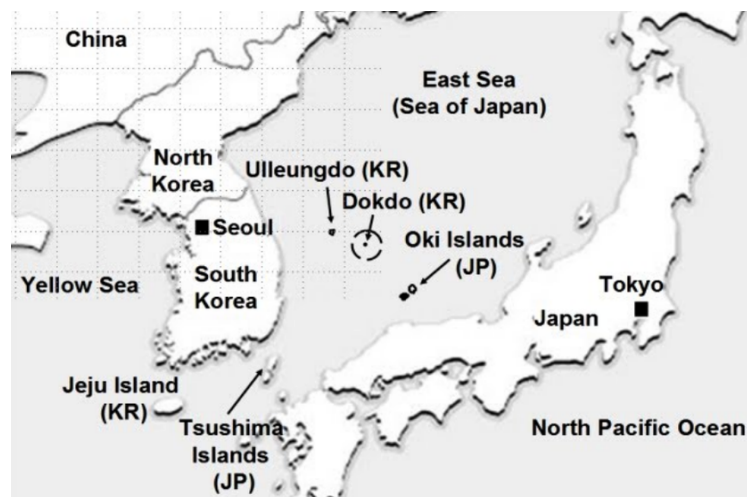 China
East Sea
(Sea of Japan)
North
Korea
Ulleungdo (KR)
Dokdo (KR)
Seoul
Oki Islands
(JP)
Yellow Sea
South
Korea
Tokyo
Japan
Jeju Island
(KR)
Tsushima
Islands
(JP)
North Pacific Ocean